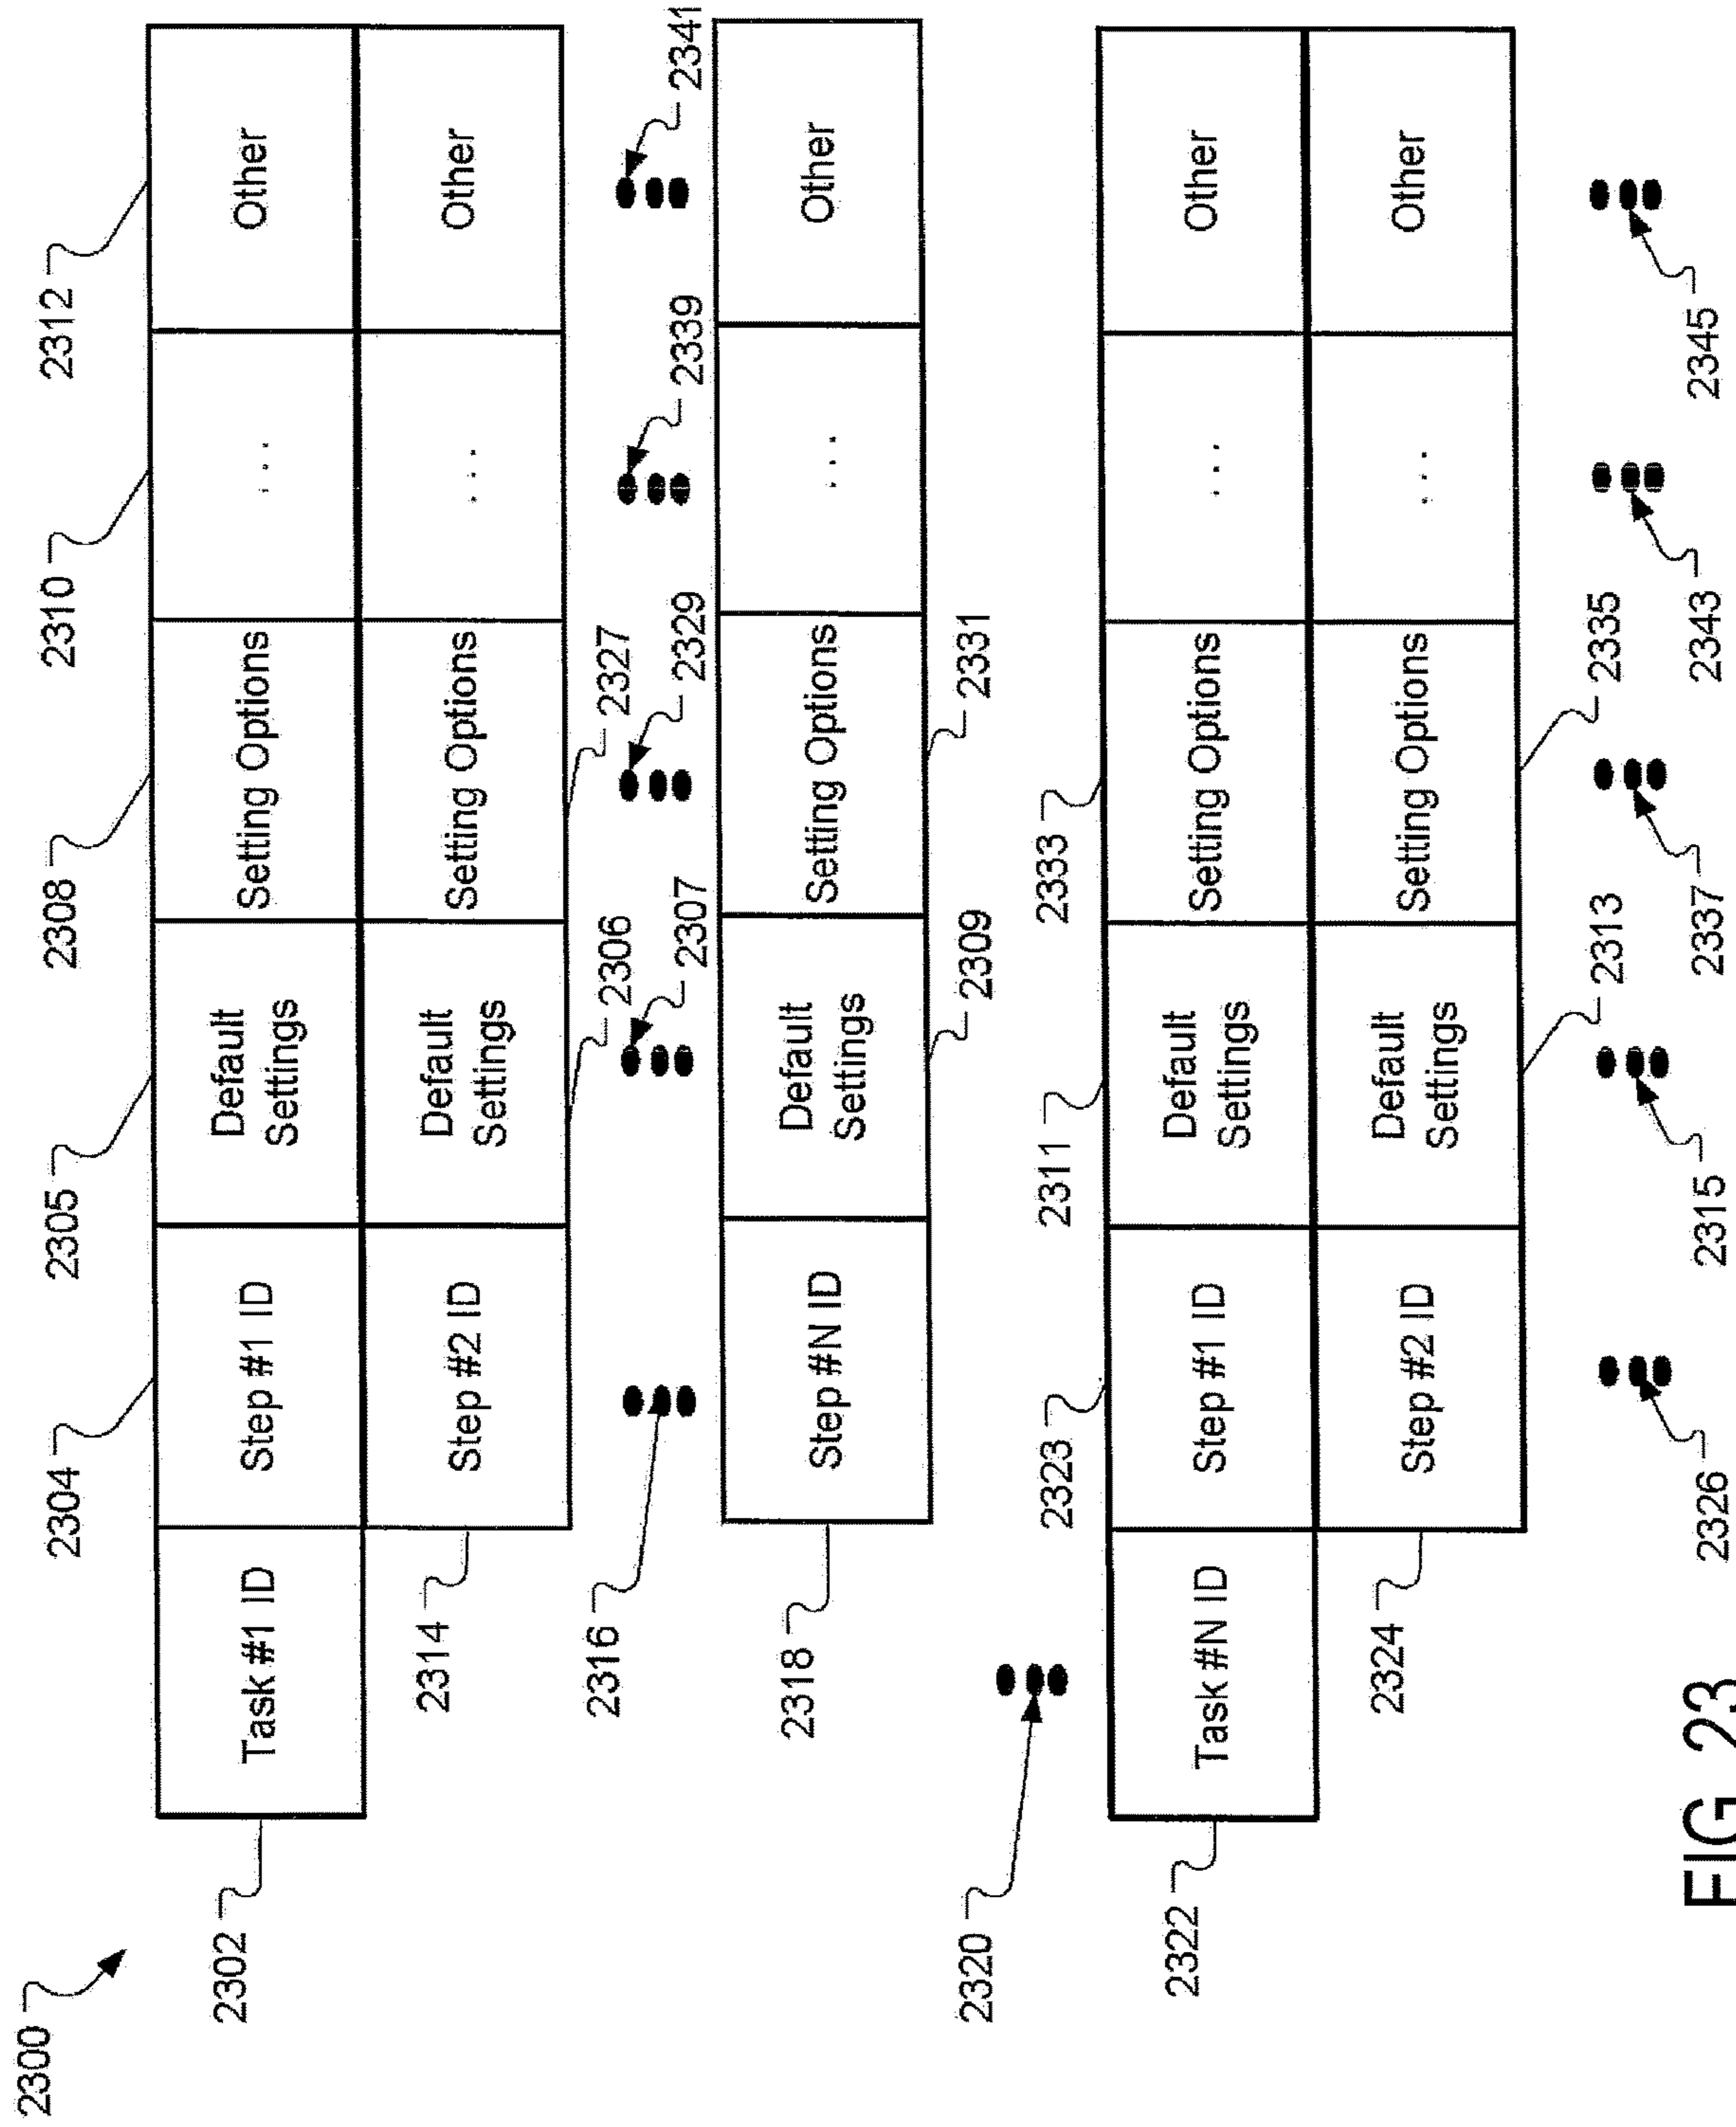 2300
2304
2305
2308
2310
2312
2302
Task #1 ID
Step #1 ID
Default
Settings
Setting Options
. . .
Other
2314
Step #2 ID
Default
Settings
Setting Options
. . .
Other
2306
2327
2316
2307
2329
2339
2341
2318
Step #N ID
Default
Settings
Setting Options
. . .
Other
2309
2331
2320
2323
2311
2333
2322
Task #N ID
Step #1 ID
Default
Settings
Setting Options
. . .
Other
2324
Step #2 ID
Default
Settings
Setting Options
. . .
Other
2313
2335
2326
2315
2337
2343
2345
FIG. 23